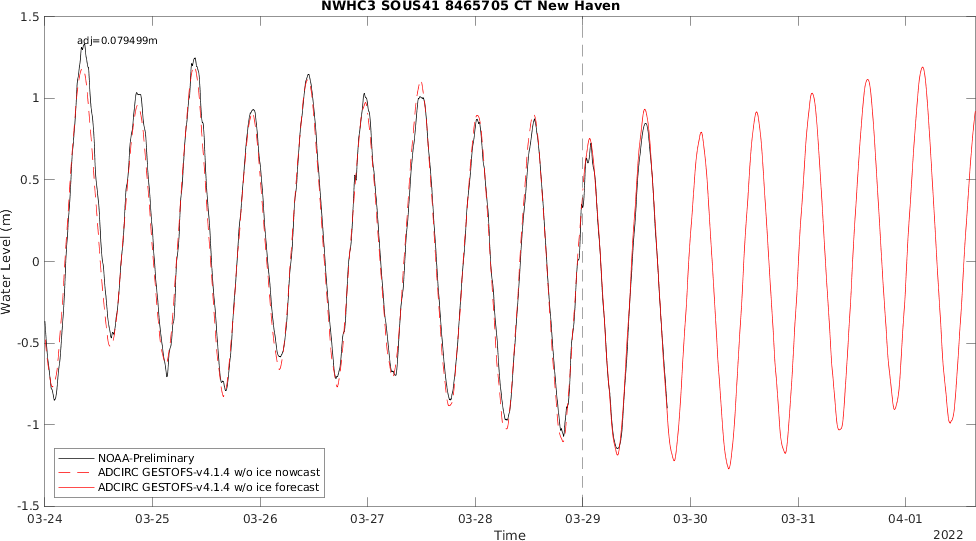 NWHC3 SOUS41 8465705 CT New Haven
1.5
adj=0.079499m
1
0.5
0
-0.5
-1
-1.5
Water Level (m)
NOAA-Preliminary
ADCIRC GESTOFS-v4.1.4 w/o ice nowcast
ADCIRC GESTOFS-v4.1.4 w/o ice forecast
03-24 03-25 03-26 03-27 03-28 03-29 03-30 03-31 04-01
Time
2022